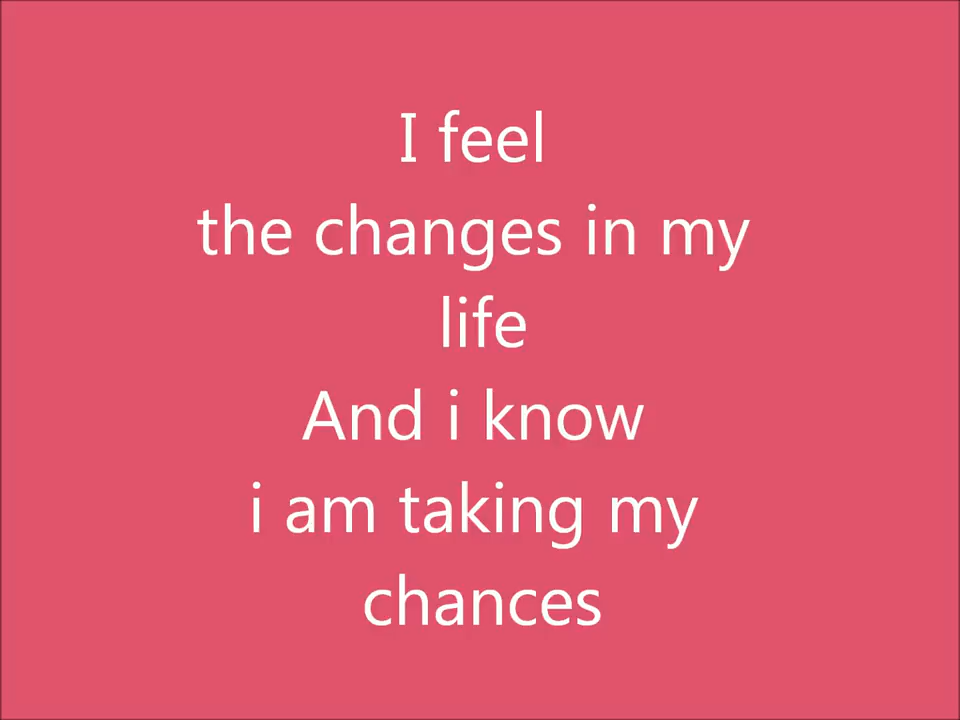 I feel
the changes in my
life
And i know
i am taking my
chances